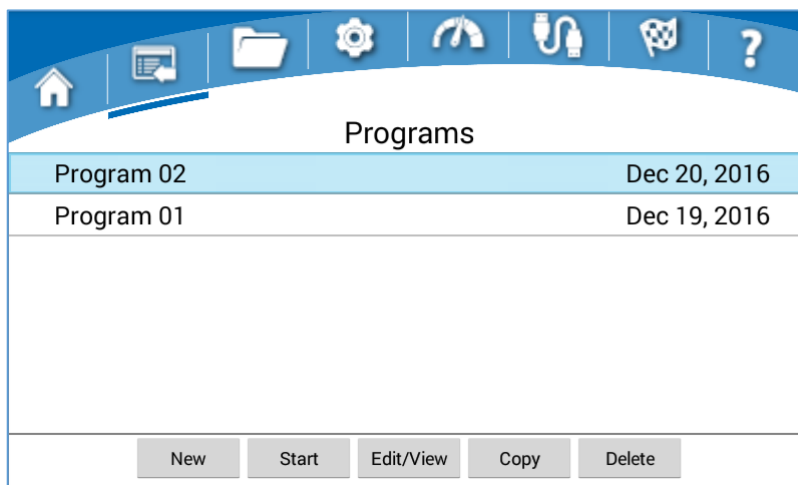 ?
Programs
Program 02 Dec 20, 2016
Program 01 Dec 19, 2016
New Start Edit/View Copy Delete